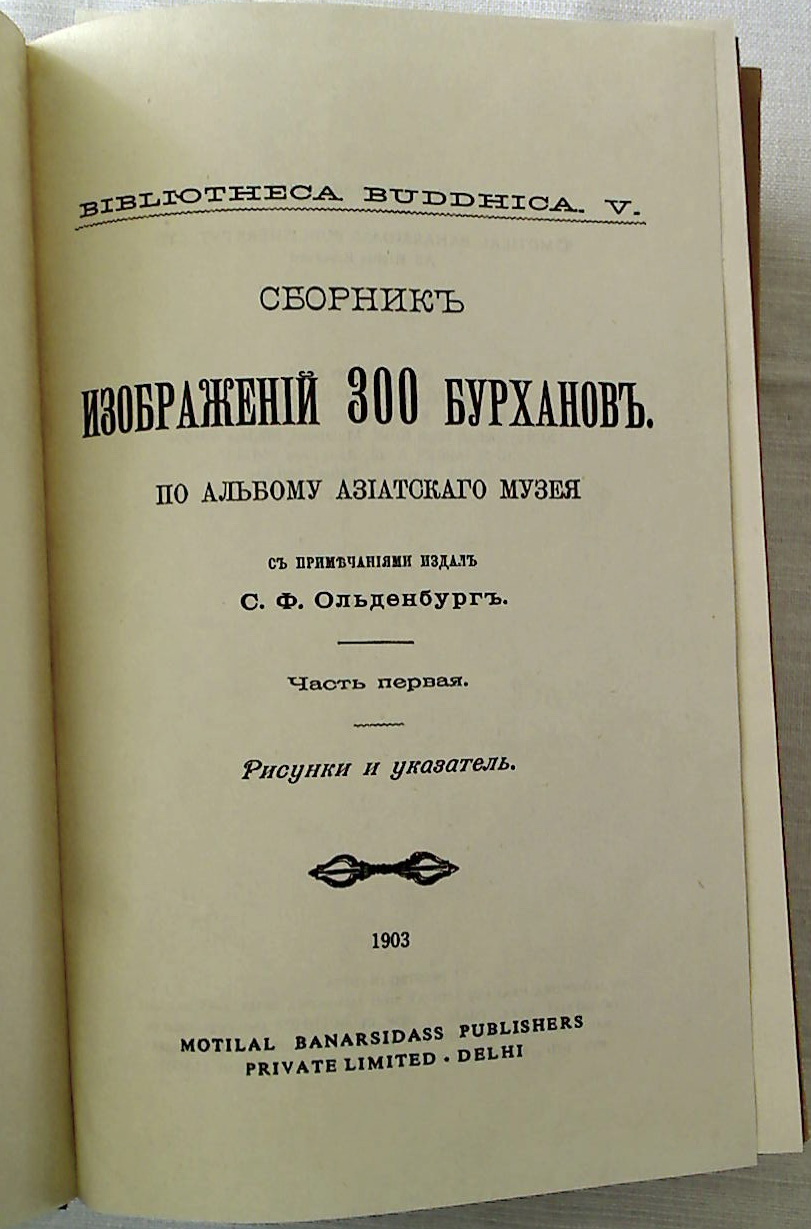 BIBLIOTHECA BUDDHICA. V.
СБОРНИКЪ
ИЗОБРАЖЕНІЙ 300 БУРХАНОВЪ.
ПО АЛЬБОМУ АЗІАТСКАГО МУЗЕЯ
СЪ ПРИМѢЧАНІЯМИ ИЗДАЛЪ
С. Ф. Ольденбургъ.
Часть первая.
Рисунки и указатель.
1903
MOTILAL BANARSIDASS PUBLISHERS
PRIVATE LIMITED • DELHI